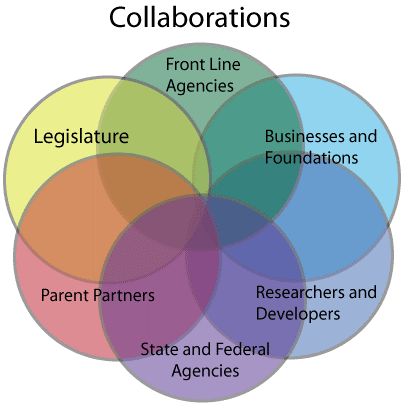 Collaborations
Front Line
Agencies
Legislature
Businesses and
Foundations
Parent Partners
Researchers and
Developers
State and Federal
Agencies